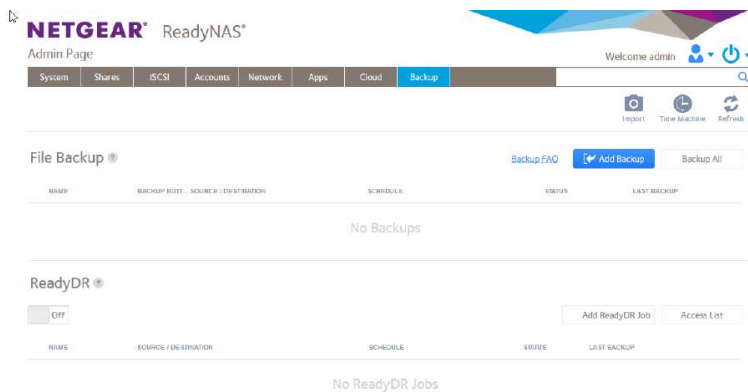 NETGEAR® ReadyNAS®
Admin Page
Welcome admin
System Shares iSCSI Accounts Network Apps Cloud Backup
Import Time Machine Refresh
File Backup ? Backup FAQ Add Backup Backup All
NAME BACKUP BUTT... SOURCE / DESTINATION SCHEDULE STATUS LAST BACKUP
No Backups
ReadyDR ?
Off Add ReadyDR Job Access List
NAME SOURCE / DESTINATION SCHEDULE STATUS LAST BACKUP
No ReadyDR Jobs